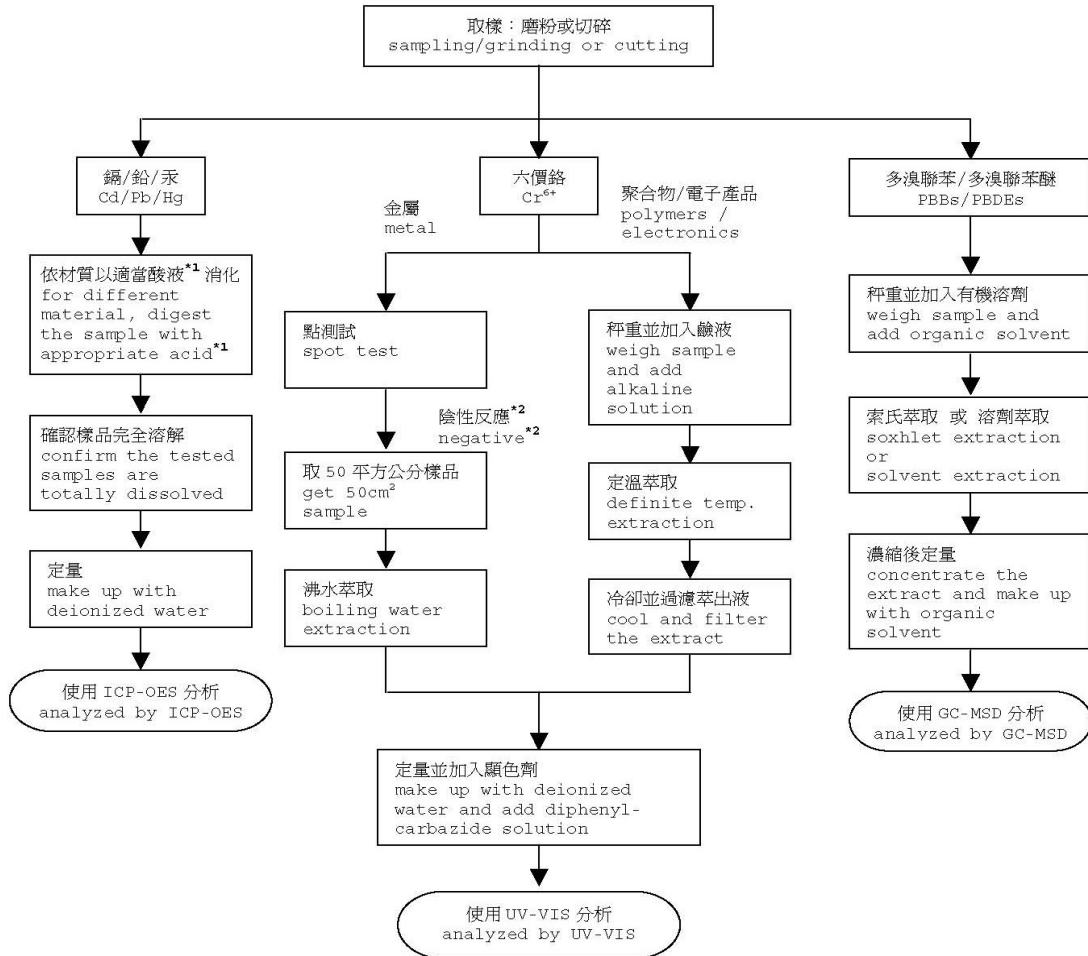 取樣：磨粉或切碎
sampling/grinding or cutting
鎘/鉛/汞
Cd/Pb/Hg
依材質以適當酸液*1 消化
for different
material, digest
the sample with
appropriate acid*1
確認樣品完全溶解
confirm the tested
samples are
totally dissolved
定量
make up with
deionized water
使用 ICP-OES 分析
analyzed by ICP-OES
六價鉻
Cr6+
金屬
metal
聚合物/電子產品
polymers /
electronics
點測試
spot test
陰性反應*2
negative*2
取 50 平方公分樣品
get 50cm2
sample
沸水萃取
boiling water
extraction
秤重並加入鹼液
weigh sample
and add
alkaline
solution
定溫萃取
definite temp.
extraction
冷卻並過濾萃出液
cool and filter
the extract
定量並加入顯色劑
make up with deionized
water and add diphenyl-
carbazide solution
使用 UV-VIS 分析
analyzed by UV-VIS
多溴聯苯/多溴聯苯醚
PBBs/PBDEs
秤重並加入有機溶劑
weigh sample and
add organic solvent
索氏萃取 或 溶劑萃取
soxhlet extraction
or
solvent extraction
濃縮後定量
concentrate the
extract and make up
with organic
solvent
使用 GC-MSD 分析
analyzed by GC-MSD